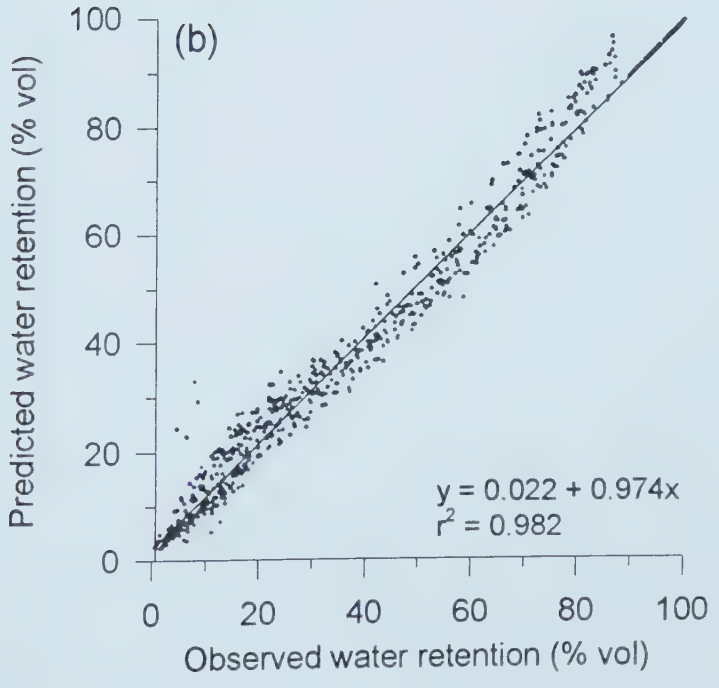 (b)
Predicted water retention (% vol)
100
80
60
40
20
0
y = 0.022 + 0.974x
r² = 0.982
0 20 40 60 80 100
Observed water retention (% vol)